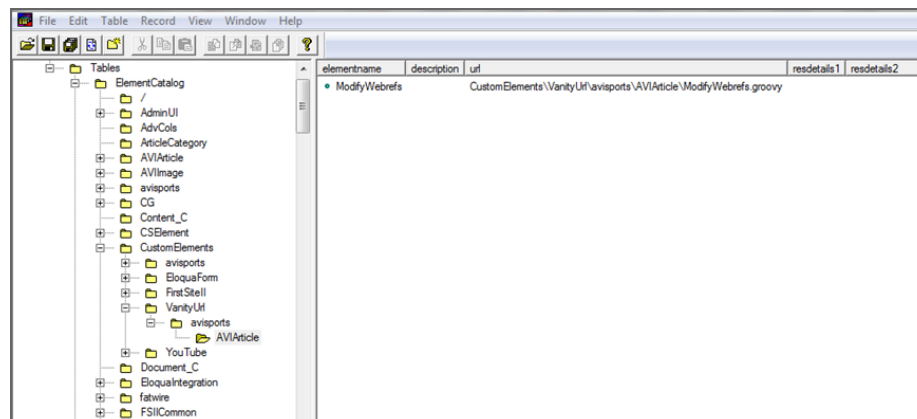 File Edit Table Record View Window Help
Tables
ElementCatalog
/
AdminUI
AdvCols
ArticleCategory
AVIArticle
AVIImage
avisports
CG
Content_C
CSElement
CustomElements
avisports
EloquaForm
FirstSiteII
VanityUrl
avisports
AVIArticle
YouTube
Document_C
EloquaIntegration
fatwire
FSIICommon
elementname description url resdetails1 resdetails2
ModifyWebrefs CustomElements\VanityUrl\avisports\AVIArticle\ModifyWebrefs.groovy